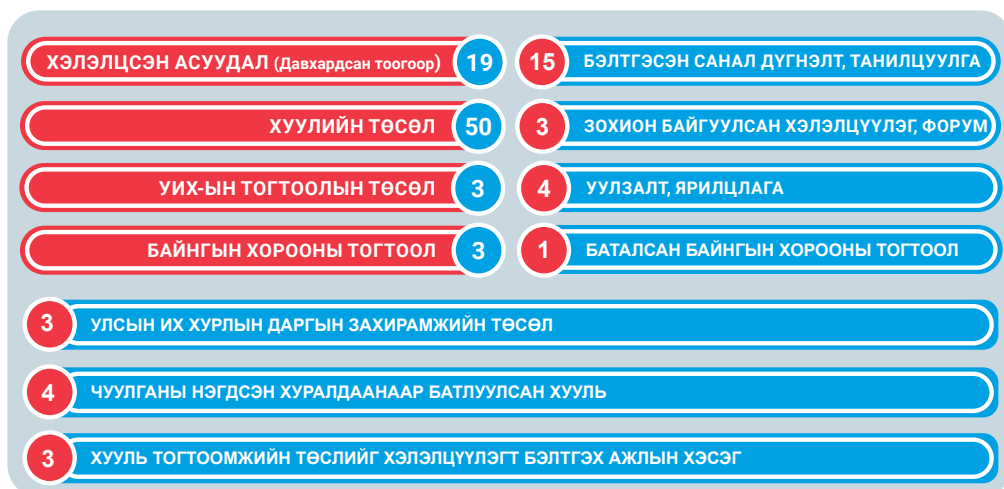 ХЭЛЭЛЦСЭН АСУУДАЛ (Давхардсан тоогоор) 19
15 БЭЛТГЭСЭН САНАЛ ДҮГНЭЛТ, ТАНИЛЦУУЛГА
ХУУЛИЙН ТӨСӨЛ 50
3 ЗОХИОН БАЙГУУЛСАН ХЭЛЭЛЦҮҮЛЭГ, ФОРУМ
УИХ-ЫН ТОГТООЛЫН ТӨСӨЛ 3
4 УУЛЗАЛТ, ЯРИЛЦЛАГА
БАЙНГЫН ХОРООНЫ ТОГТООЛ 3
1 БАТАЛСАН БАЙНГЫН ХОРООНЫ ТОГТООЛ
3 УЛСЫН ИХ ХУРЛЫН ДАРГЫН ЗАХИРАМЖИЙН ТӨСӨЛ
4 ЧУУЛГАНЫ НЭГДСЭН ХУРАЛДААНААР БАТЛУУЛСАН ХУУЛЬ
3 ХУУЛЬ ТОГТООМЖИЙН ТӨСЛИЙГ ХЭЛЭЛЦҮҮЛЭГТ БЭЛТГЭХ АЖЛЫН ХЭСЭГ